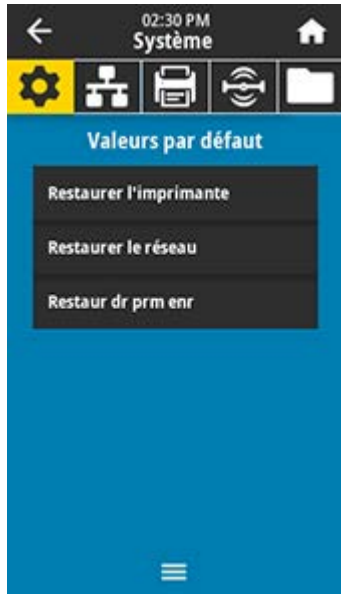 02:30 PM
Système
Valeurs par défaut
Restaurer l'imprimante
Restaurer le réseau
Restaur dr prm enr